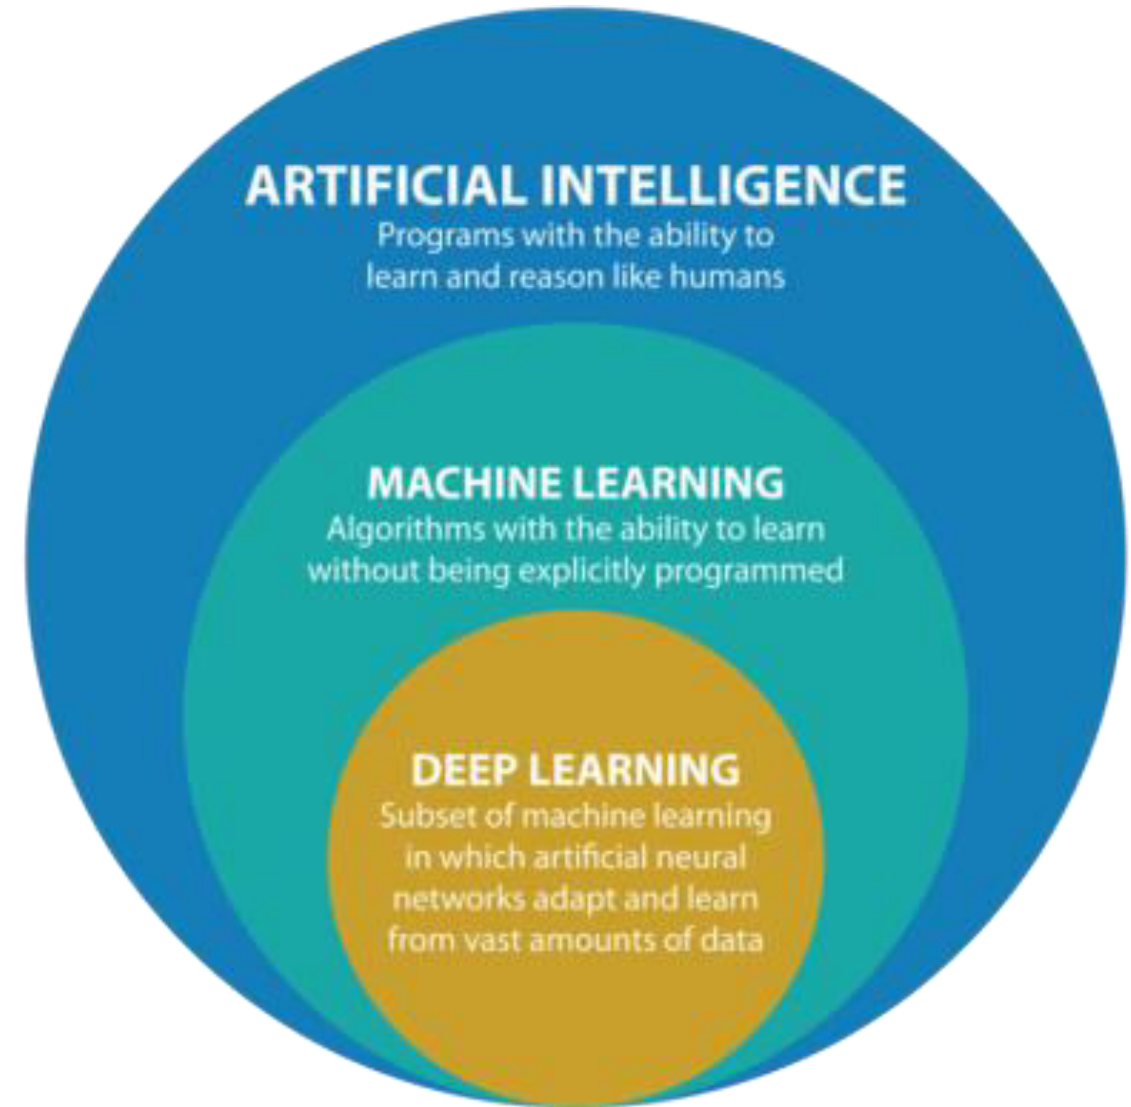 ARTIFICIAL INTELLIGENCE
Programs with the ability to
learn and reason like humans
MACHINE LEARNING
Algorithms with the ability to learn
without being explicitly programmed
DEEP LEARNING
Subset of machine learning
in which artificial neural
networks adapt and learn
from vast amounts of data